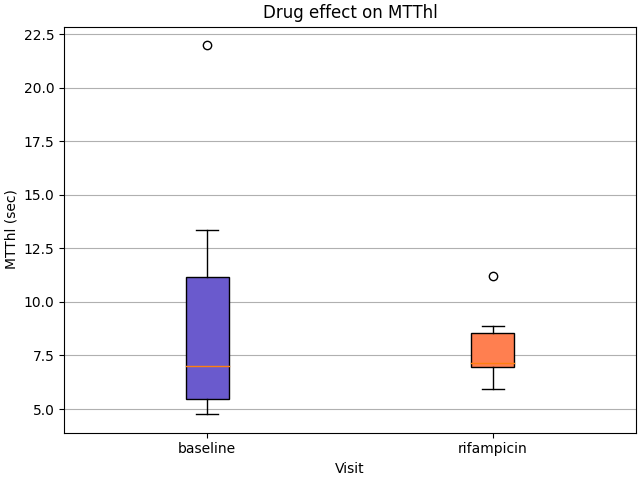 Drug effect on MTThl
22.5
20.0
17.5
15.0
12.5
10.0
7.5
5.0
MTThl (sec)
baseline
rifampicin
Visit